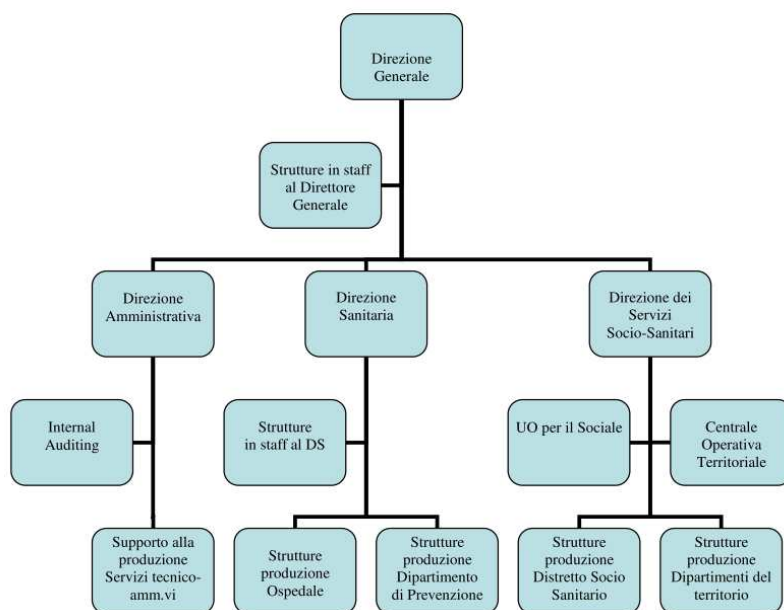 Direzione
Generale
Strutture in staff
al Direttore
Generale
Direzione
Amministrativa
Direzione
Sanitaria
Direzione dei
Servizi
Socio-Sanitari
Internal
Auditing
Strutture
in staff al DS
UO per il Sociale
Centrale
Operativa
Territoriale
Supporto alla
produzione
Servizi tecnico-
amm.vi
Strutture
produzione
Ospedale
Strutture
produzione
Dipartimento
di Prevenzione
Strutture
produzione
Distretto Socio
Sanitario
Strutture
produzione
Dipartimenti del
territorio